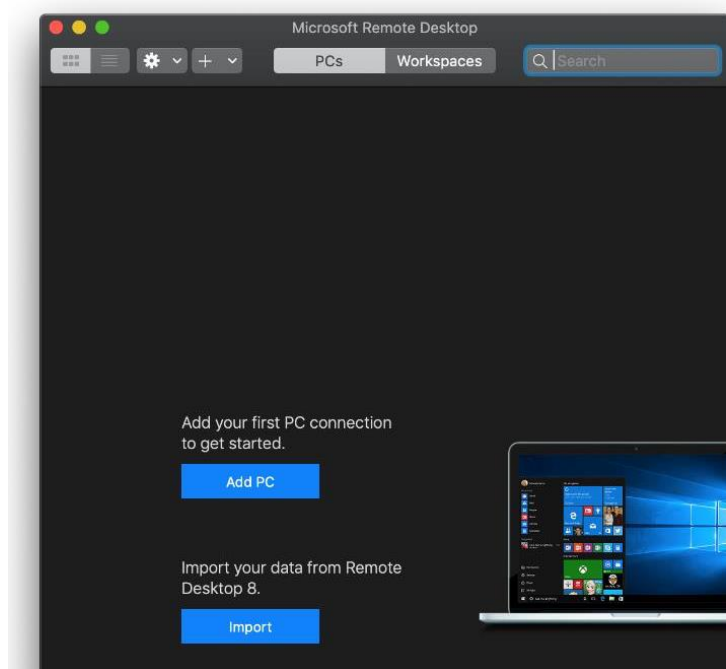 Microsoft Remote Desktop
PCs
Workspaces
Search
Add your first PC connection
to get started.
Add PC
Import your data from Remote
Desktop 8.
Import